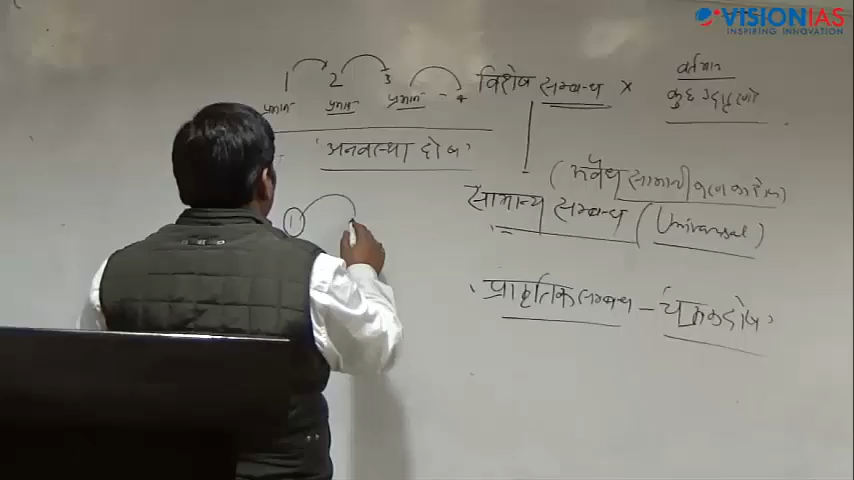 VISIONIAS
INSPIRING INNOVATION
1 2 3 4
प्रमाण प्रमाण प्रमाण -
'अनवस्था दोष'
विशेष सम्बन्ध ×
वर्तमान
कुछ उदाहरणों
(अवैध सामान्यीकरण का दोष)
सामान्य सम्बन्ध (Universal)
प्राकृतिक सम्बन्ध - चक्रक दोष
1